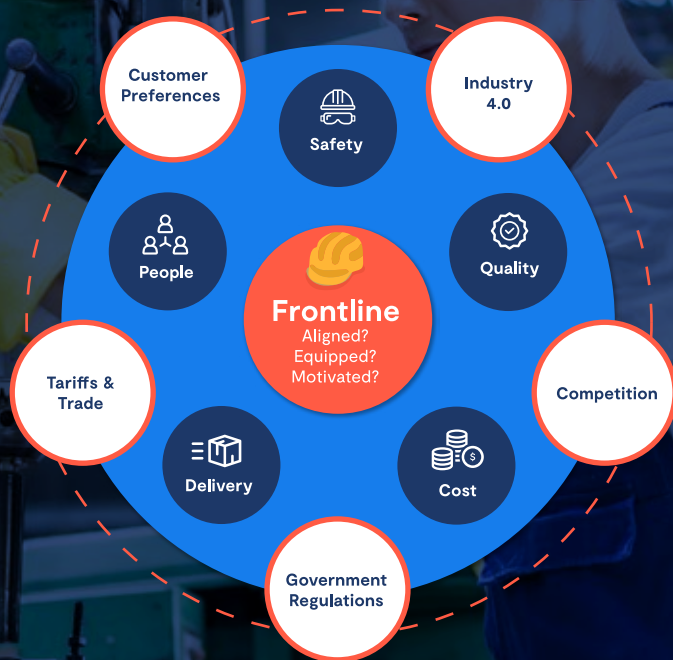 Customer
Preferences
Industry
4.0
Safety
People
Quality
Frontline
Aligned?
Equipped?
Motivated?
Tariffs &
Trade
Competition
Delivery
$
Cost
Government
Regulations